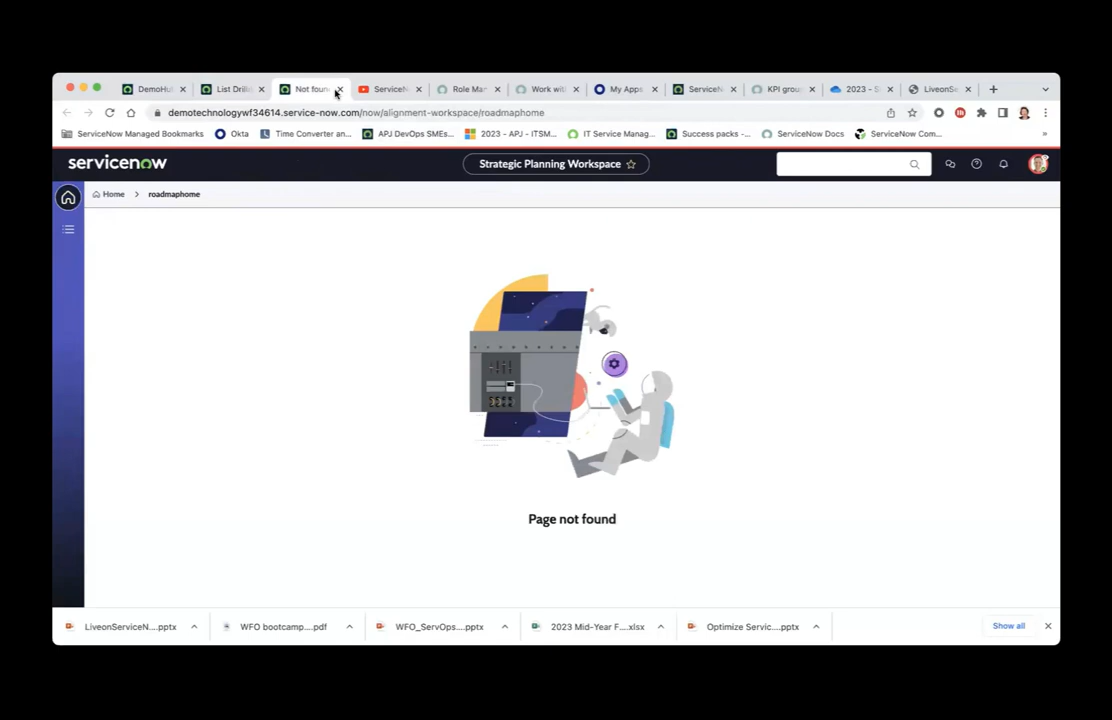 DemoHu
List Drille
Not foun
ServiceN
Role Man
Work wit
My Apps
ServiceN
KPI grou
2023 - S
LiveonSe
demotechnologywf34614.service-now.com/now/alignment-workspace/roadmaphome
ServiceNow Managed Bookmarks
Okta
Time Converter an...
APJ DevOps SMEs...
2023 - APJ - ITSM...
IT Service Manag...
Success packs -...
ServiceNow Docs
ServiceNow Com...
»
servicenow
Strategic Planning Workspace
Home > roadmaphome
Page not found
LiveonServiceN....pptx
WFO bootcamp....pdf
WFO_ServOps....pptx
2023 Mid-Year F....xlsx
Optimize Servic....pptx
Show all